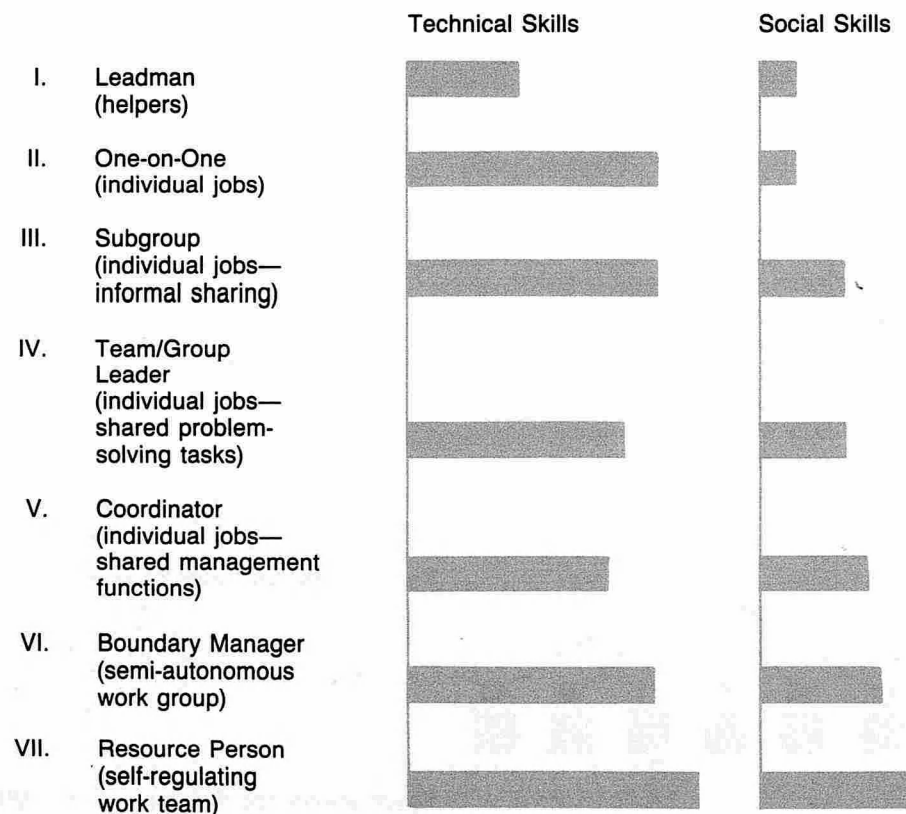 Technical Skills Social Skills
I. Leadman
(helpers)
II. One-on-One
(individual jobs)
III. Subgroup
(individual jobs—
informal sharing)
IV. Team/Group
Leader
(individual jobs—
shared problem-
solving tasks)
V. Coordinator
(individual jobs—
shared management
functions)
VI. Boundary Manager
(semi-autonomous
work group)
VII. Resource Person
(self-regulating
work team)